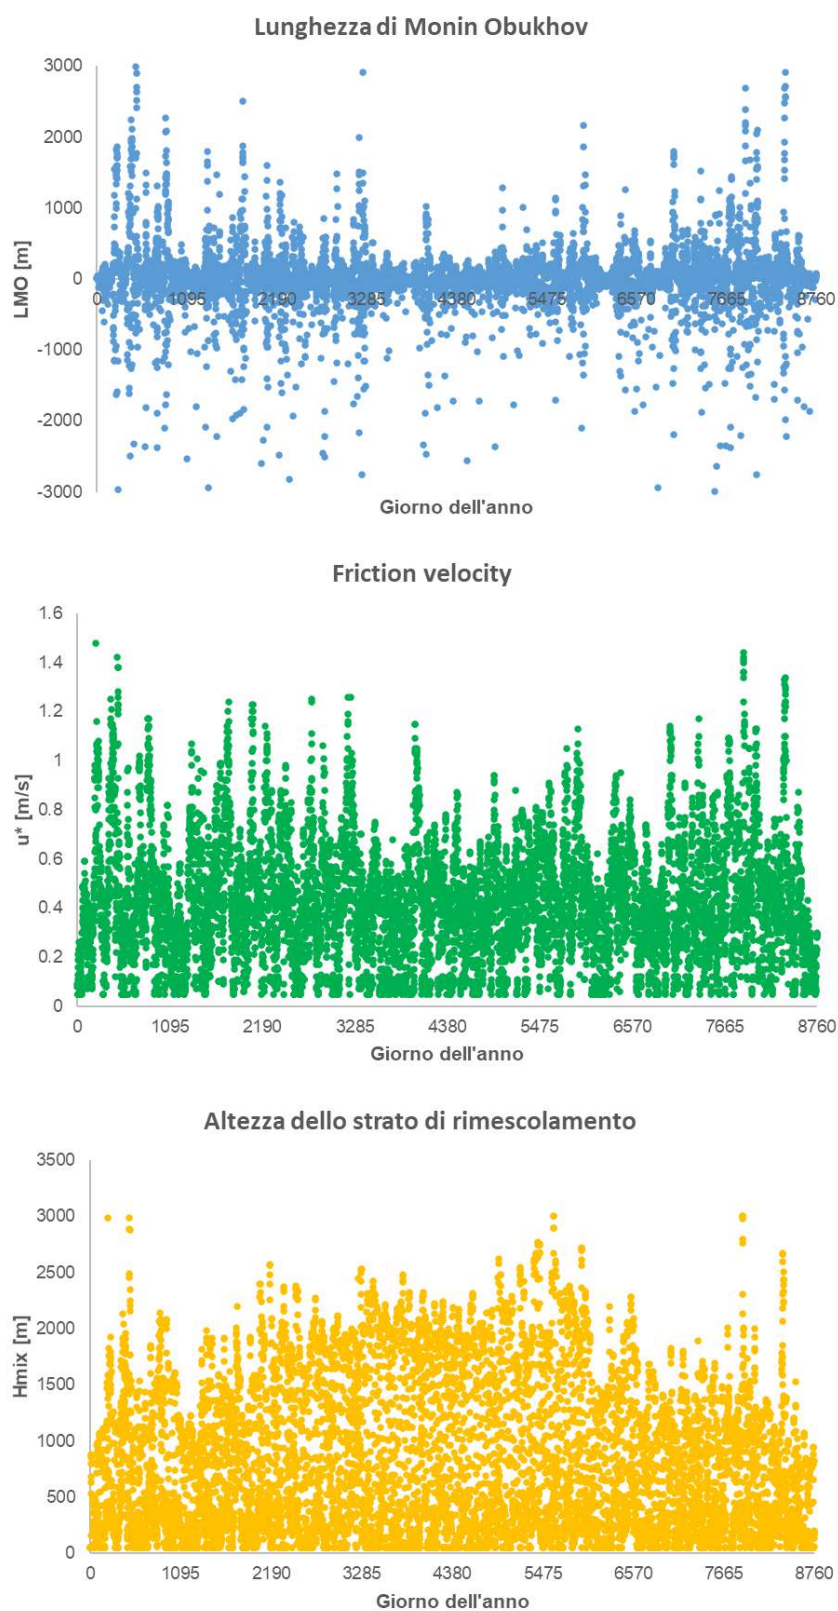 Lunghezza di Monin Obukhov
3000
2000
1000
0
-1000
-2000
-3000
LMO [m]
0 1095 2190 3285 4380 5475 6570 7665 8760
Giorno dell'anno
Friction velocity
1.6
1.4
1.2
1
0.8
0.6
0.4
0.2
0
u* [m/s]
0 1095 2190 3285 4380 5475 6570 7665 8760
Giorno dell'anno
Altezza dello strato di rimescolamento
3500
3000
2500
2000
1500
1000
500
0
Hmix [m]
0 1095 2190 3285 4380 5475 6570 7665 8760
Giorno dell'anno